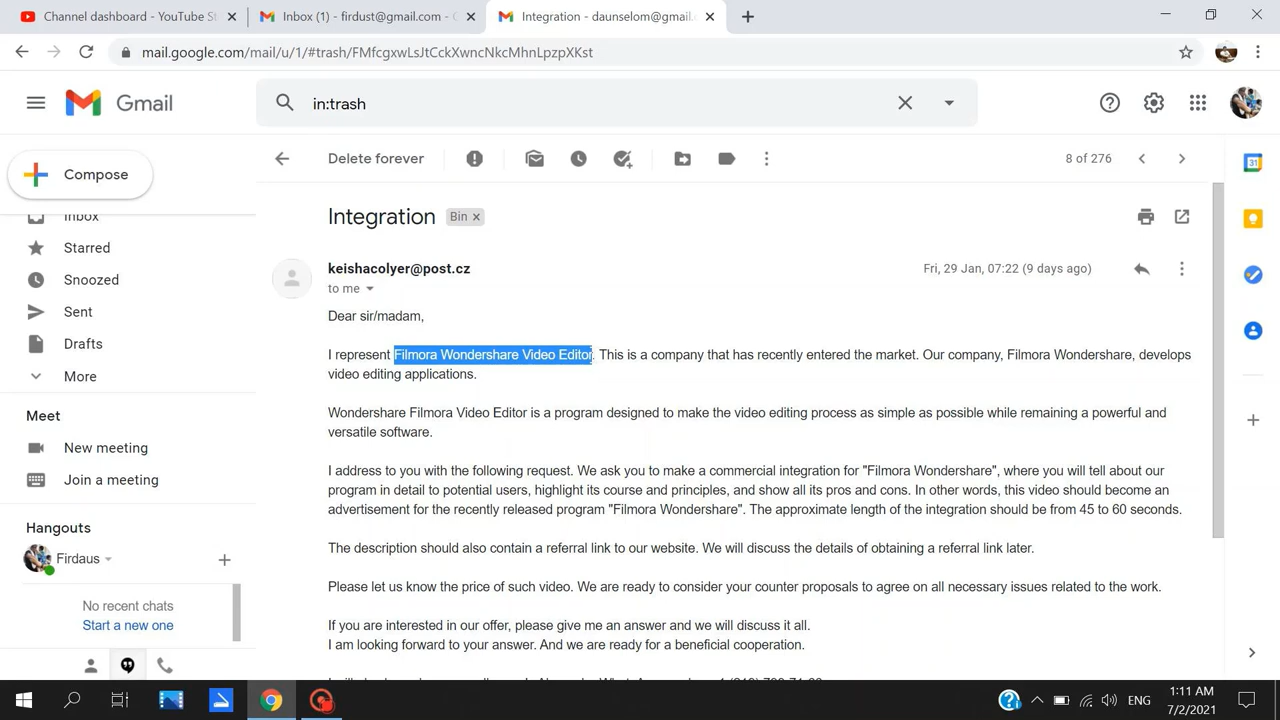 Channel dashboard - YouTube St
Inbox (1) - firdust@gmail.com - G
Integration - daunselom@gmail.
mail.google.com/mail/u/1/#trash/FMfcgxwLsJtCckXwncNkcMhnLpzpXKst
Gmail
in:trash
Compose
Delete forever
8 of 276
31
Inbox
Starred
Snoozed
Sent
Drafts
More
Meet
New meeting
Join a meeting
Hangouts
Firdaus
No recent chats
Start a new one
Integration
Bin
keishacolyer@post.cz
Fri, 29 Jan, 07:22 (9 days ago)
to me
Dear sir/madam,
I represent Filmora Wondershare Video Editor. This is a company that has recently entered the market. Our company, Filmora Wondershare, develops
video editing applications.
Wondershare Filmora Video Editor is a program designed to make the video editing process as simple as possible while remaining a powerful and
versatile software.
I address to you with the following request. We ask you to make a commercial integration for "Filmora Wondershare", where you will tell about our
program in detail to potential users, highlight its course and principles, and show all its pros and cons. In other words, this video should become an
advertisement for the recently released program "Filmora Wondershare". The approximate length of the integration should be from 45 to 60 seconds.
The description should also contain a referral link to our website. We will discuss the details of obtaining a referral link later.
Please let us know the price of such video. We are ready to consider your counter proposals to agree on all necessary issues related to the work.
If you are interested in our offer, please give me an answer and we will discuss it all.
I am looking forward to your answer. And we are ready for a beneficial cooperation.
ENG
1:11 AM
7/2/2021